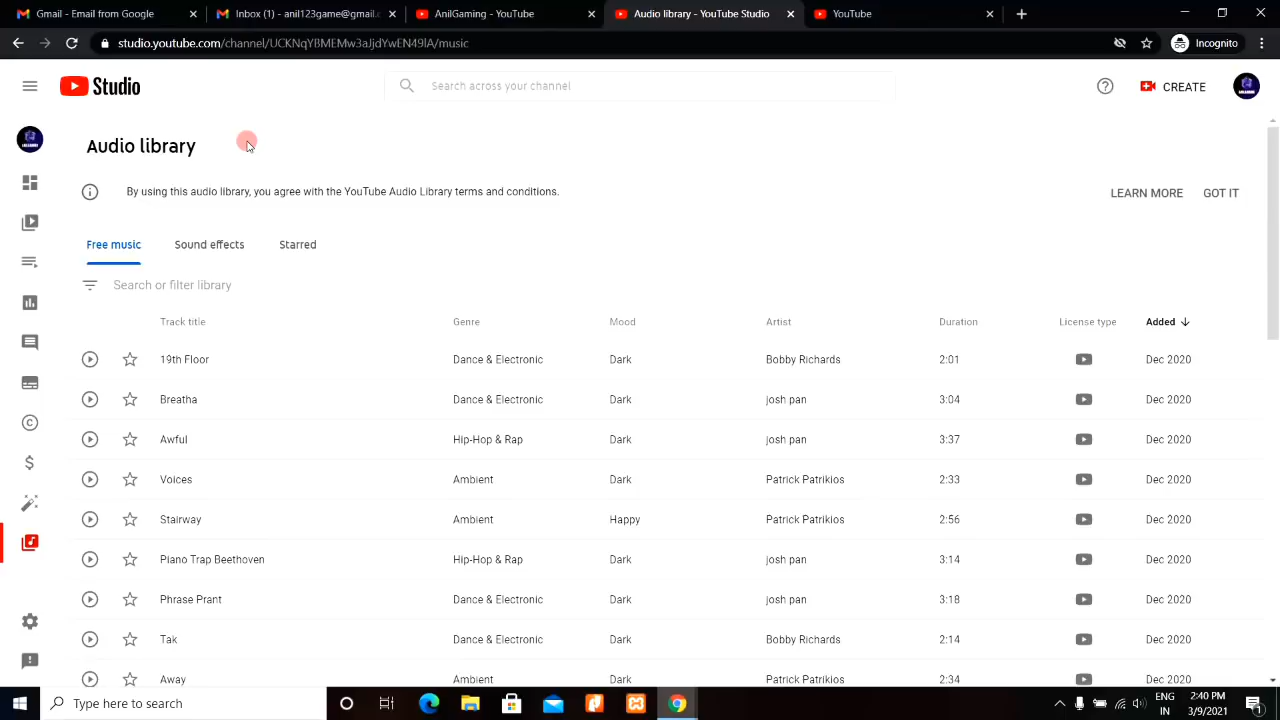 Gmail - Email from Google
Inbox (1) - anil123game@gmail.c
AnilGaming - YouTube
Audio library - YouTube Studio
YouTube
studio.youtube.com/channel/UCKNqYBMEMw3aJjdYwEN49lA/music
Incognito
Studio
Search across your channel
CREATE
Audio library
By using this audio library, you agree with the YouTube Audio Library terms and conditions.
LEARN MORE GOT IT
Free music Sound effects Starred
Search or filter library
Track title Genre Mood Artist Duration License type Added
19th Floor Dance & Electronic Dark Bobby Richards 2:01 Dec 2020
Breatha Dance & Electronic Dark josh pan 3:04 Dec 2020
Awful Hip-Hop & Rap Dark josh pan 3:37 Dec 2020
Voices Ambient Dark Patrick Patrikios 2:33 Dec 2020
Stairway Ambient Happy Patrick Patrikios 2:56 Dec 2020
Piano Trap Beethoven Hip-Hop & Rap Dark josh pan 3:14 Dec 2020
Phrase Prant Dance & Electronic Dark josh pan 3:18 Dec 2020
Tak Dance & Electronic Dark Bobby Richards 2:14 Dec 2020
Away Ambient Dark Patrick Patrikios 2:34 Dec 2020
Type here to search
ENG
IN
2:40 PM
3/9/2021